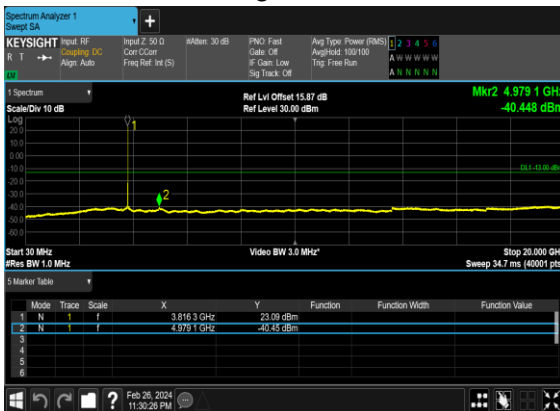 Spectrum Analyzer 1
Swept SA
KEYSIGHT
R T
LV
Input: RF
Coupling: DC
Align: Auto
Input Z: 50 Ω
Corr CCorr
Freq Ref: Int (S)
#Atten: 30 dB
PNO: Fast
Gate: Off
IF Gain: Low
Sig Track: Off
Avg Type: Power (RMS)
Avg|Hold: 100/100
Trig: Free Run
1 2 3 4 5 6
A W W W W W
A N N N N N
1 Spectrum
Scale/Div 10 dB
Ref Lvl Offset 15.87 dB
Ref Level 30.00 dBm
Mkr2 4.979 1 GHz
-40.448 dBm
Log
20.0
10.0
0.00
-10.0
-20.0
-30.0
-40.0
-50.0
-60.0
1
2
DL1 -13.00 dBm
Start 30 MHz
#Res BW 1.0 MHz
Video BW 3.0 MHz*
Stop 20.000 GHz
Sweep 34.7 ms (40001 pts)
5 Marker Table
Mode Trace Scale X Y Function Function Width Function Value
1 N 1 f 3.816 3 GHz 23.09 dBm
2 N 1 f 4.979 1 GHz -40.45 dBm
3
4
5
6
?
Feb 26, 2024
11:30:26 PM